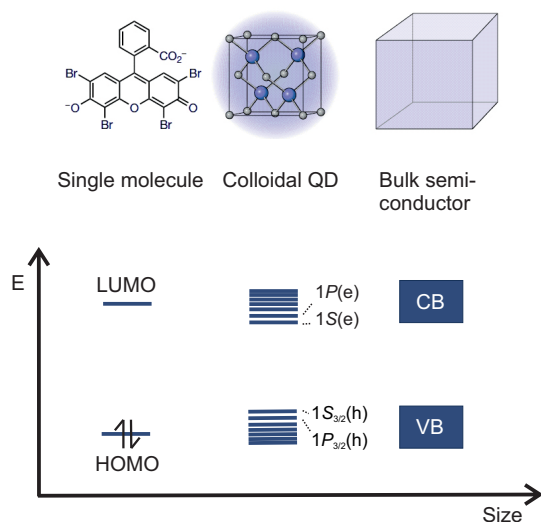 CO₂⁻
Br Br
⁻O O O
Br Br
Single molecule Colloidal QD Bulk semi-
conductor
E
LUMO 1P(e) CB
1S(e)
1S3/2(h) VB
1P3/2(h)
HOMO
Size